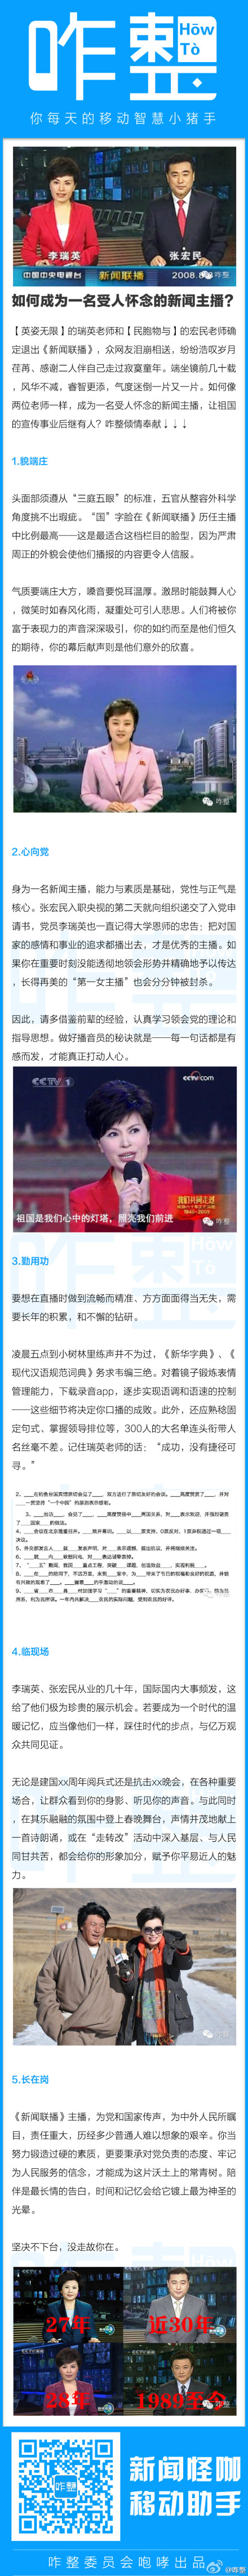 咋整
Hōw
Tò
你每天的移动智慧小猪手
李瑞英
张宏民
中国中央电视台
新闻联播
2008.8
咋整
如何成为一名受人怀念的新闻主播？
【英姿无限】的瑞英老师和【民胞物与】的宏民老师确
定退出《新闻联播》，众网友泪崩相送，纷纷浩叹岁月
荏苒、感谢二人伴自己走过寂寞童年。端坐镜前几十载
，风华不减，睿智更添，气度迷倒一片又一片。如何像
两位老师一样，成为一名受人怀念的新闻主播，让祖国
的宣传事业后继有人？咋整倾情奉献↓↓↓
1.貌端庄
头面部须遵从“三庭五眼”的标准，五官从整容外科学
角度挑不出瑕疵。“国”字脸在《新闻联播》历任主播
中比例最高——这是最适合这档栏目的脸型，因为严肃
周正的外貌会使他们播报的内容更令人信服。
气质要端庄大方，嗓音要悦耳温厚。激昂时能鼓舞人心
，微笑时如春风化雨，凝重处可引人悲思。人们将被你
富于表现力的声音深深吸引，你的如约而至是他们恒久
的期待，你的幕后献声则是他们意外的欣喜。
咋整
2.心向党
身为一名新闻主播，能力与素质是基础，党性与正气是
核心。张宏民入职央视的第二天就向组织递交了入党申
请书，党员李瑞英也一直记得大学恩师的忠告：把对国
家的感情和事业的追求都播出去，才是优秀的主播。如
果你在重要时刻没能透彻地领会形势并精确地予以传达
，长得再美的“第一女主播”也会分分钟被封杀。
因此，请多借鉴前辈的经验，认真学习领会党的理论和
指导思想。做好播音员的秘诀就是——每一句话都是有
感而发，才能真正打动人心。
CCTV-1
CCTV.com
我们共同走过
祖国是我们心中的灯塔，照亮我们前进
咋整
3.勤用功
要想在直播时做到流畅而精准、方方面面得当无失，需
要长年的积累，和不懈的钻研。
凌晨五点到小树林里练声并不为过，《新华字典》、《
现代汉语规范词典》务求韦编三绝。对着镜子锻炼表情
管理能力，下载录音app，逐步实现语调和语速的控制
——这些细节将决定你口播的成败。此外，还应熟稔固
定句式、掌握领导排位等，300人的大名单连头衔带人
名丝毫不差。记住瑞英老师的话：“成功，没有捷径可
寻。”
4.临现场
李瑞英、张宏民从业的几十年，国际国内大事频发，这
给了他们极为珍贵的展示机会。若要成为一个时代的温
暖记忆，应当像他们一样，踩住时代的步点，与亿万观
众共同见证。
无论是建国xx周年阅兵式还是抗击xx晚会，在各种重要
场合，让群众看到你的身影、听见你的声音。与此同时
，在其乐融融的氛围中登上春晚舞台，声情并茂地献上
一首诗朗诵，或在“走转改”活动中深入基层、与人民
同甘共苦，都会给你的形象加分，赋予你平易近人的魅
力。
咋整
5.长在岗
《新闻联播》主播，为党和国家传声，为中外人民所瞩
目，责任重大，历经多少普通人难以想象的艰辛。你当
努力锻造过硬的素质，更要秉承对党负责的态度、牢记
为人民服务的信念，才能成为这片沃土上的常青树。陪
伴是最长情的告白，时间和记忆会给它镀上最为神圣的
光晕。
坚决不下台，没走故你在。
27年
近30年
28年
1989至今
咋整
咋整
新闻怪咖
移动助手
咋整委员会咆哮出品
@咋整